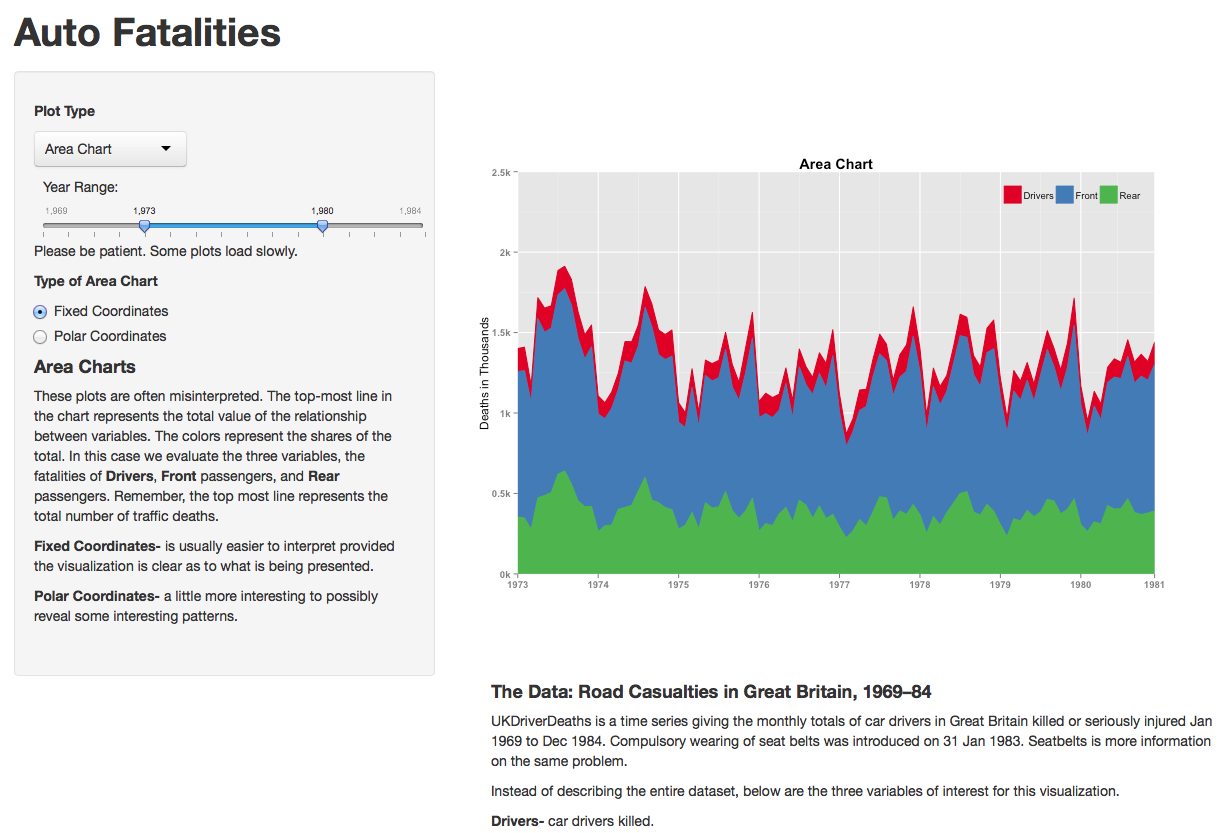 Auto Fatalities
Plot Type
Area Chart
Year Range:
1,969 1,973 1,980 1,984
Please be patient. Some plots load slowly.
Type of Area Chart
Fixed Coordinates
Polar Coordinates
Area Charts
These plots are often misinterpreted. The top-most line in
the chart represents the total value of the relationship
between variables. The colors represent the shares of the
total. In this case we evaluate the three variables, the
fatalities of Drivers, Front passengers, and Rear
passengers. Remember, the top most line represents the
total number of traffic deaths.
Fixed Coordinates- is usually easier to interpret provided
the visualization is clear as to what is being presented.
Polar Coordinates- a little more interesting to possibly
reveal some interesting patterns.
Area Chart
Drivers Front Rear
Deaths in Thousands
2.5k
2k
1.5k
1k
0.5k
0k
1973 1974 1975 1976 1977 1978 1979 1980 1981
The Data: Road Casualties in Great Britain, 1969–84
UKDriverDeaths is a time series giving the monthly totals of car drivers in Great Britain killed or seriously injured Jan
1969 to Dec 1984. Compulsory wearing of seat belts was introduced on 31 Jan 1983. Seatbelts is more information
on the same problem.
Instead of describing the entire dataset, below are the three variables of interest for this visualization.
Drivers- car drivers killed.